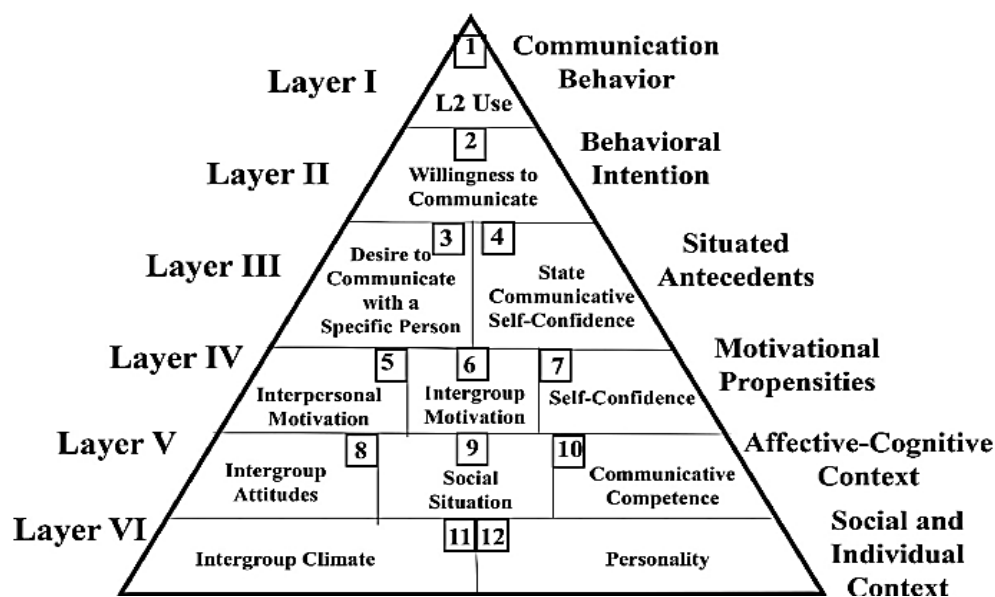 1
Communication
Behavior
Layer I
L2 Use
2
Behavioral
Intention
Layer II
Willingness to
Communicate
3
4
Situated
Antecedents
Layer III
Desire to
Communicate
with a
Specific Person
State
Communicative
Self-Confidence
Layer IV
5
6
7
Motivational
Propensities
Interpersonal
Motivation
Intergroup
Motivation
Self-Confidence
Layer V
8
9
10
Affective-Cognitive
Context
Intergroup
Attitudes
Social
Situation
Communicative
Competence
Layer VI
11
12
Social and
Individual
Context
Intergroup Climate
Personality